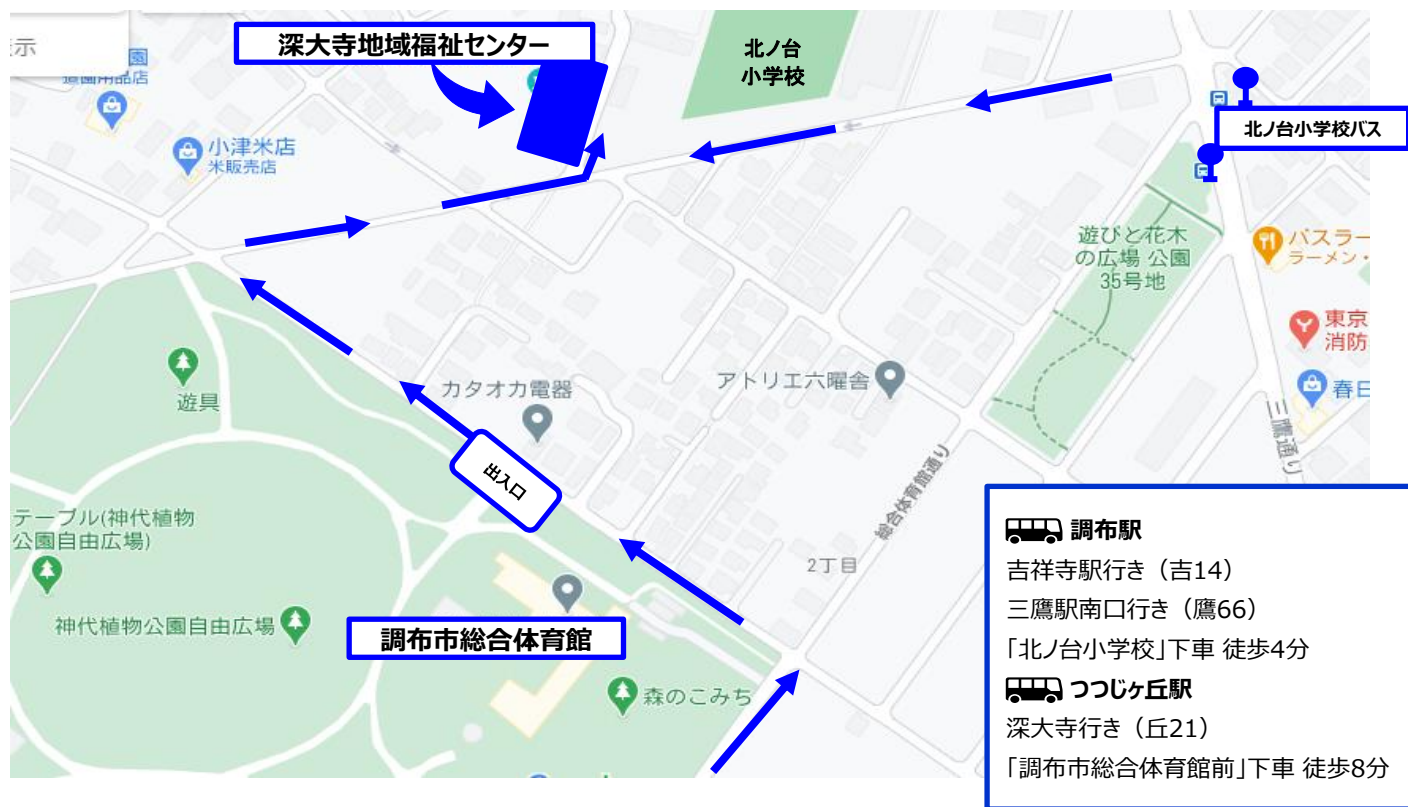 示
園
造園用品店
深大寺地域福祉センター
北ノ台
小学校
北ノ台小学校バス
小津米店
米販売店
遊びと花木
の広場 公園
35号地
バスラー
ラーメン・
東京
消防
春日
三鷹通り
遊具
カタオカ電器
アトリエ六曜舎
出入口
総合体育館通り
テーブル(神代植物
公園自由広場)
2丁目
神代植物公園自由広場
調布市総合体育館
森のこみち
調布駅
吉祥寺駅行き（吉14）
三鷹駅南口行き（鷹66）
「北ノ台小学校」下車 徒歩4分
つつじヶ丘駅
深大寺行き（丘21）
「調布市総合体育館前」下車 徒歩8分